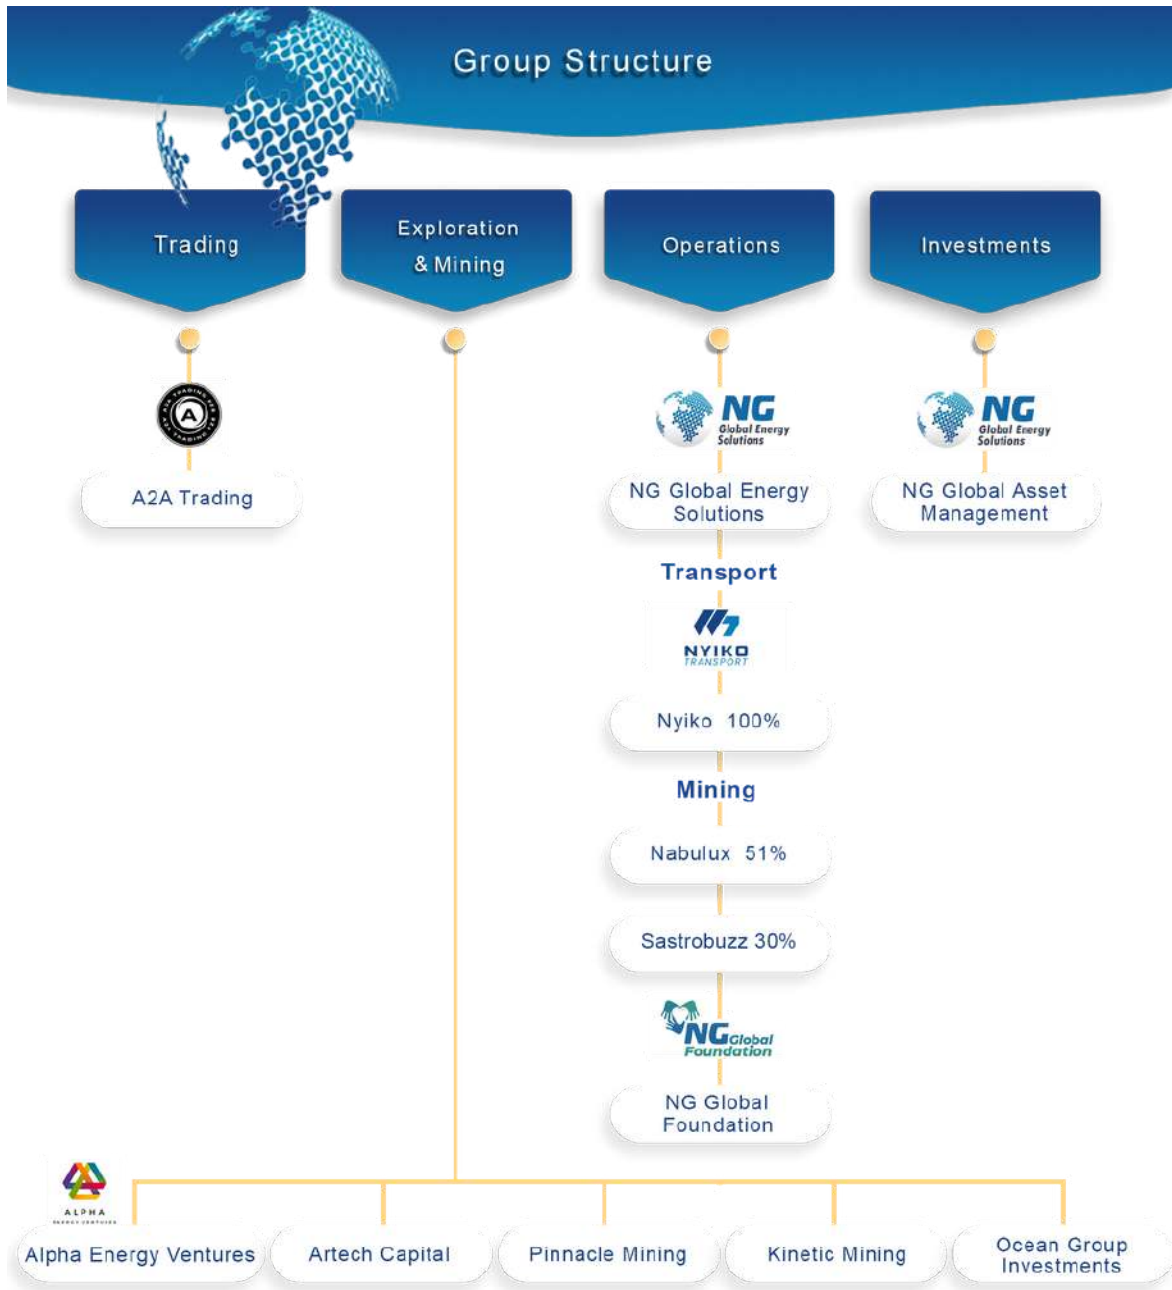 Group Structure
Trading
Exploration
& Mining
Operations
Investments
A
A2A Trading
NG
Global Energy
Solutions
NG Global Energy
Solutions
NG
Global Energy
Solutions
NG Global Asset
Management
Transport
NYIKO
TRANSPORT
Nyiko 100%
Mining
Nabulux 51%
Sastrobuzz 30%
NG Global
Foundation
NG Global
Foundation
ALPHA
ENERGY VENTURES
Alpha Energy Ventures
Artech Capital
Pinnacle Mining
Kinetic Mining
Ocean Group
Investments